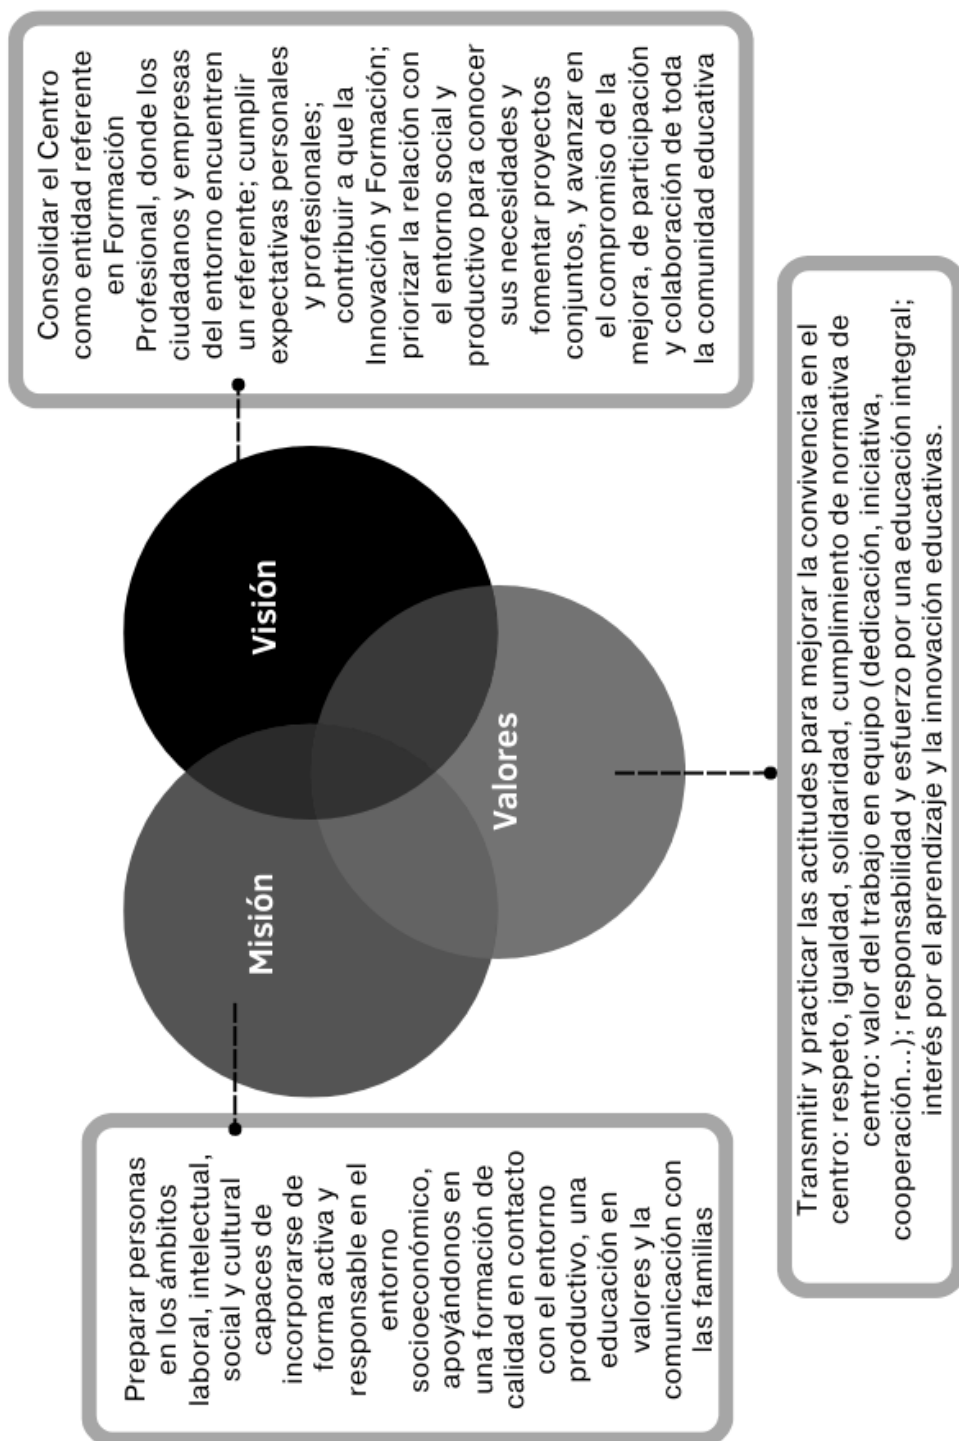 Preparar personas
en los ámbitos
laboral, intelectual,
social y cultural
capaces de
incorporarse de
forma activa y
responsable en el
entorno
socioeconómico,
apoyándonos en
una formación de
calidad en contacto
con el entorno
productivo, una
educación en
valores y la
comunicación con
las familias
Misión
Visión
Valores
Consolidar el Centro
como entidad referente
en Formación
Profesional, donde los
ciudadanos y empresas
del entorno encuentren
un referente; cumplir
expectativas personales
y profesionales;
contribuir a que la
Innovación y Formación;
priorizar la relación con
el entorno social y
productivo para conocer
sus necesidades y
fomentar proyectos
conjuntos, y avanzar en
el compromiso de la
mejora, de participación
y colaboración de toda
la comunidad educativa
Transmitir y practicar las actitudes para mejorar la convivencia en el
centro: respeto, igualdad, solidaridad, cumplimiento de normativa de
centro: valor del trabajo en equipo (dedicación, iniciativa,
cooperación...); responsabilidad y esfuerzo por una educación integral;
interés por el aprendizaje y la innovación educativas.